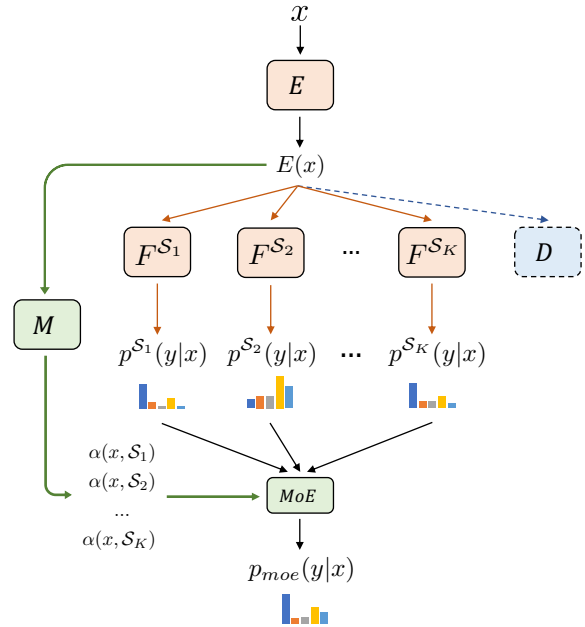 x
E
E(x)
F^{S_1} F^{S_2} ... F^{S_K} D
M
p^{S_1}(y|x) p^{S_2}(y|x) ... p^{S_K}(y|x)
α(x, S_1)
α(x, S_2)
...
α(x, S_K)
MoE
p_{moe}(y|x)